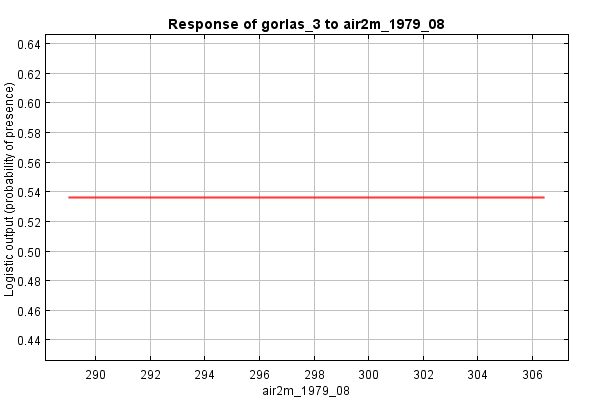 Response of gorlas_3 to air2m_1979_08
Logistic output (probability of presence)
0.64
0.62
0.60
0.58
0.56
0.54
0.52
0.50
0.48
0.46
0.44
290 292 294 296 298 300 302 304 306
air2m_1979_08